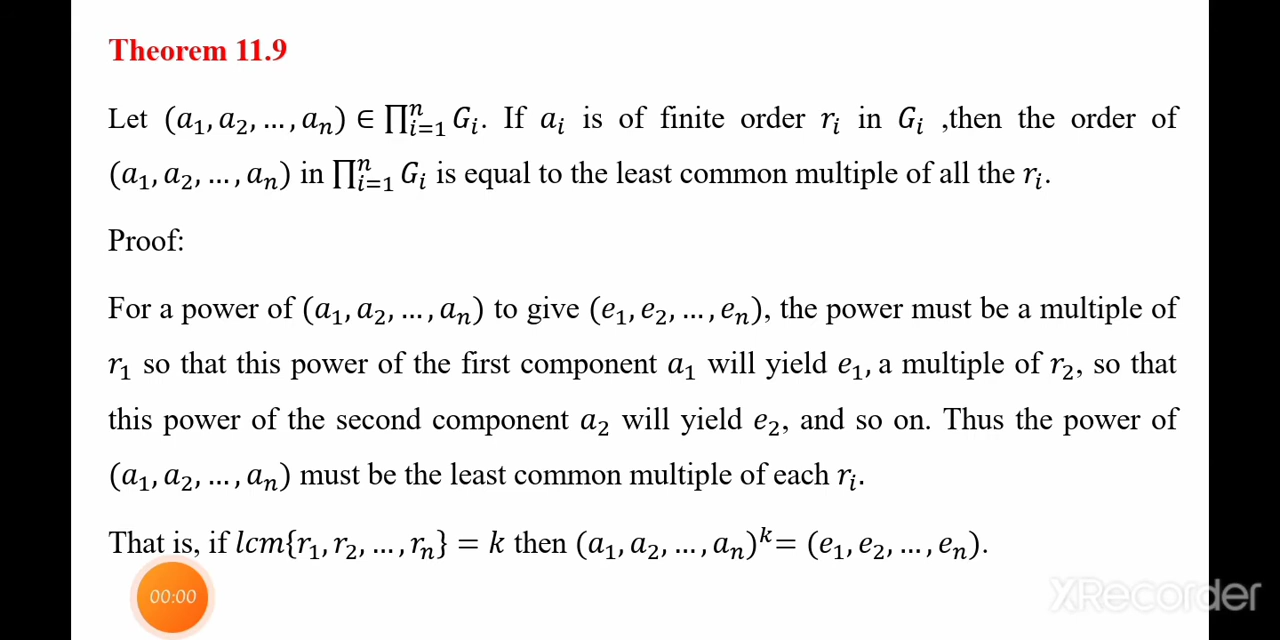 Theorem 11.9
Let (a₁, a₂, …, aₙ) ∈ ∏ⁿᵢ₌₁ Gᵢ. If aᵢ is of finite order rᵢ in Gᵢ ,then the order of
(a₁, a₂, …, aₙ) in ∏ⁿᵢ₌₁ Gᵢ is equal to the least common multiple of all the rᵢ.
Proof:
For a power of (a₁, a₂, …, aₙ) to give (e₁, e₂, …, eₙ), the power must be a multiple of
r₁ so that this power of the first component a₁ will yield e₁, a multiple of r₂, so that
this power of the second component a₂ will yield e₂, and so on. Thus the power of
(a₁, a₂, …, aₙ) must be the least common multiple of each rᵢ.
That is, if lcm{r₁, r₂, …, rₙ} = k then (a₁, a₂, …, aₙ)ᵏ= (e₁, e₂, …, eₙ).
00:00
XRecorder